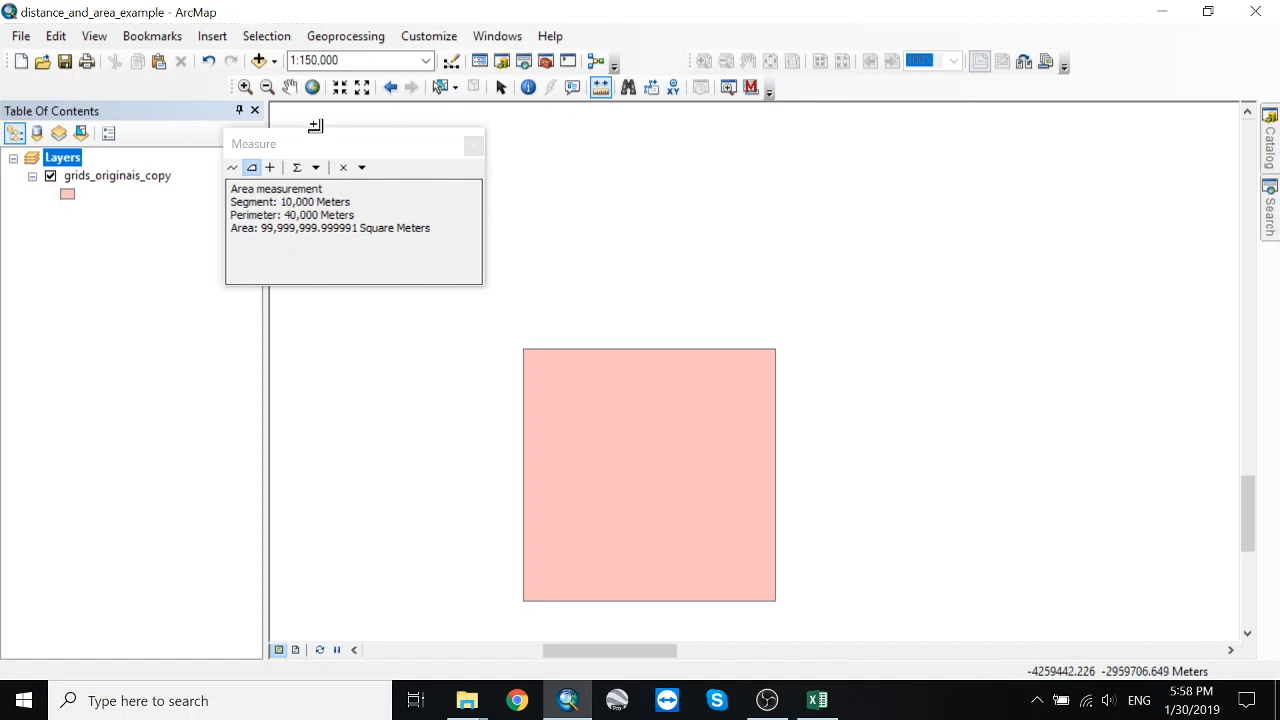 distance_and_area_example - ArcMap
File Edit View Bookmarks Insert Selection Geoprocessing Customize Windows Help
1:150,000
Table Of Contents
Layers
grids_originais_copy
Measure
Area measurement
Segment: 10,000 Meters
Perimeter: 40,000 Meters
Area: 99,999,999.999991 Square Meters
Catalog
Search
-4259442.226 -2959706.649 Meters
Type here to search
ENG
5:58 PM
1/30/2019